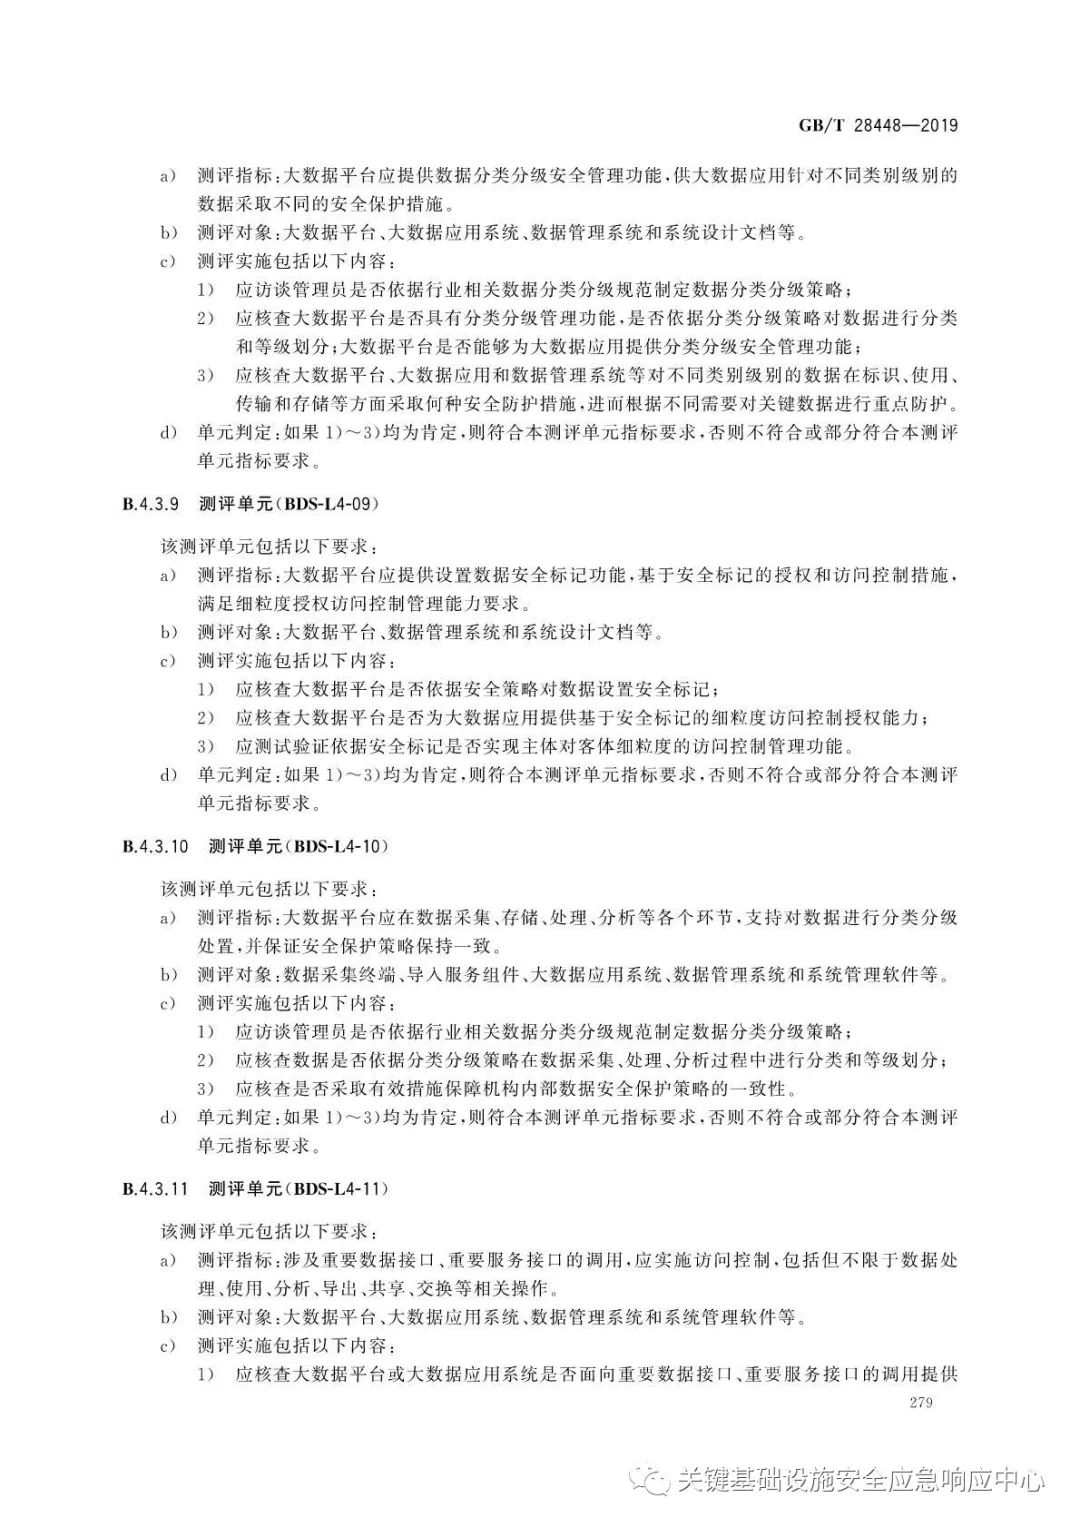 GB/T 28448—2019
a) 测评指标:大数据平台应提供数据分类分级安全管理功能,供大数据应用针对不同类别级别的
数据采取不同的安全保护措施。
b) 测评对象:大数据平台、大数据应用系统、数据管理系统和系统设计文档等。
c) 测评实施包括以下内容:
1) 应访谈管理员是否依据行业相关数据分类分级规范制定数据分类分级策略;
2) 应核查大数据平台是否具有分类分级管理功能,是否依据分类分级策略对数据进行分类
和等级划分;大数据平台是否能够为大数据应用提供分类分级安全管理功能;
3) 应核查大数据平台、大数据应用和数据管理系统等对不同类别级别的数据在标识、使用、
传输和存储等方面采取何种安全防护措施,进而根据不同需要对关键数据进行重点防护。
d) 单元判定:如果 1)～3)均为肯定,则符合本测评单元指标要求,否则不符合或部分符合本测评
单元指标要求。
B.4.3.9 测评单元(BDS-L4-09)
该测评单元包括以下要求:
a) 测评指标:大数据平台应提供设置数据安全标记功能,基于安全标记的授权和访问控制措施,
满足细粒度授权访问控制管理能力要求。
b) 测评对象:大数据平台、数据管理系统和系统设计文档等。
c) 测评实施包括以下内容:
1) 应核查大数据平台是否依据安全策略对数据设置安全标记;
2) 应核查大数据平台是否为大数据应用提供基于安全标记的细粒度访问控制授权能力;
3) 应测试验证依据安全标记是否实现主体对客体细粒度的访问控制管理功能。
d) 单元判定:如果 1)～3)均为肯定,则符合本测评单元指标要求,否则不符合或部分符合本测评
单元指标要求。
B.4.3.10 测评单元(BDS-L4-10)
该测评单元包括以下要求:
a) 测评指标:大数据平台应在数据采集、存储、处理、分析等各个环节,支持对数据进行分类分级
处置,并保证安全保护策略保持一致。
b) 测评对象:数据采集终端、导入服务组件、大数据应用系统、数据管理系统和系统管理软件等。
c) 测评实施包括以下内容:
1) 应访谈管理员是否依据行业相关数据分类分级规范制定数据分类分级策略;
2) 应核查数据是否依据分类分级策略在数据采集、处理、分析过程中进行分类和等级划分;
3) 应核查是否采取有效措施保障机构内部数据安全保护策略的一致性。
d) 单元判定:如果 1)～3)均为肯定,则符合本测评单元指标要求,否则不符合或部分符合本测评
单元指标要求。
B.4.3.11 测评单元(BDS-L4-11)
该测评单元包括以下要求:
a) 测评指标:涉及重要数据接口、重要服务接口的调用,应实施访问控制,包括但不限于数据处
理、使用、分析、导出、共享、交换等相关操作。
b) 测评对象:大数据平台、大数据应用系统、数据管理系统和系统管理软件等。
c) 测评实施包括以下内容:
1) 应核查大数据平台或大数据应用系统是否面向重要数据接口、重要服务接口的调用提供
279
关键基础设施安全应急响应中心